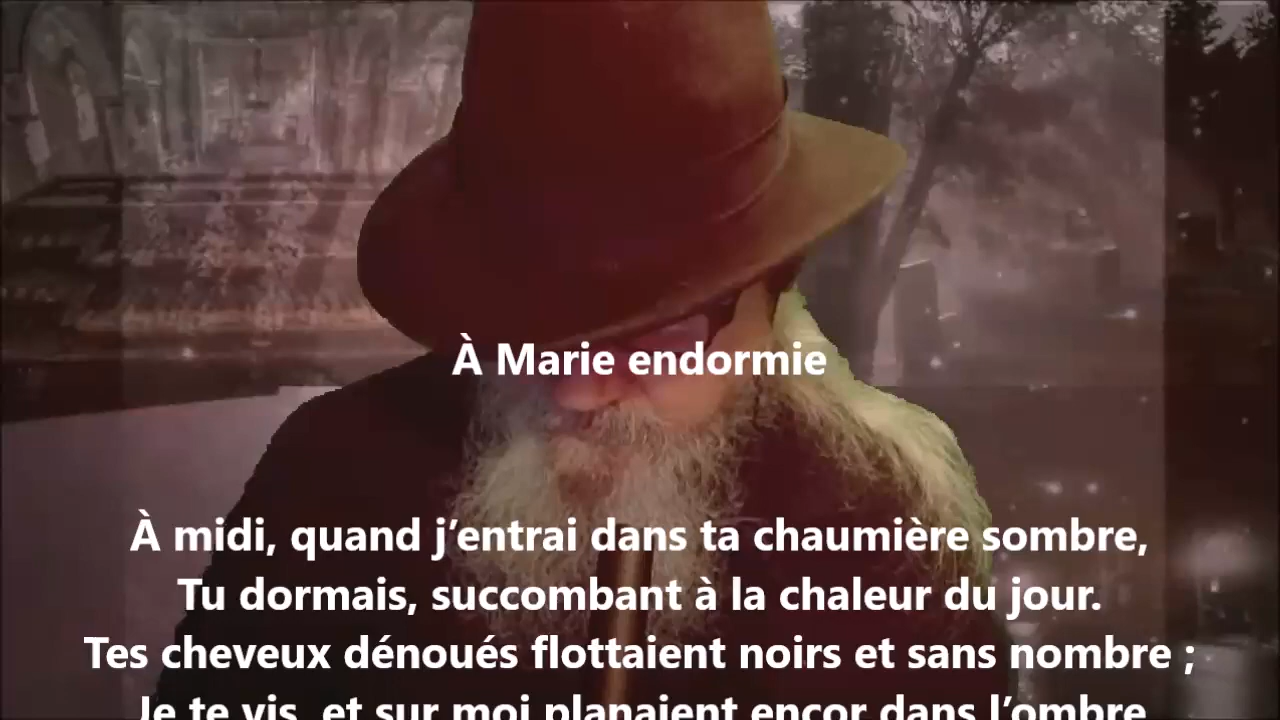 À Marie endormie
À midi, quand j’entrai dans ta chaumière sombre,
Tu dormais, succombant à la chaleur du jour.
Tes cheveux dénoués flottaient noirs et sans nombre ;
Je te vis, et sur moi planaient encor dans l’ombre